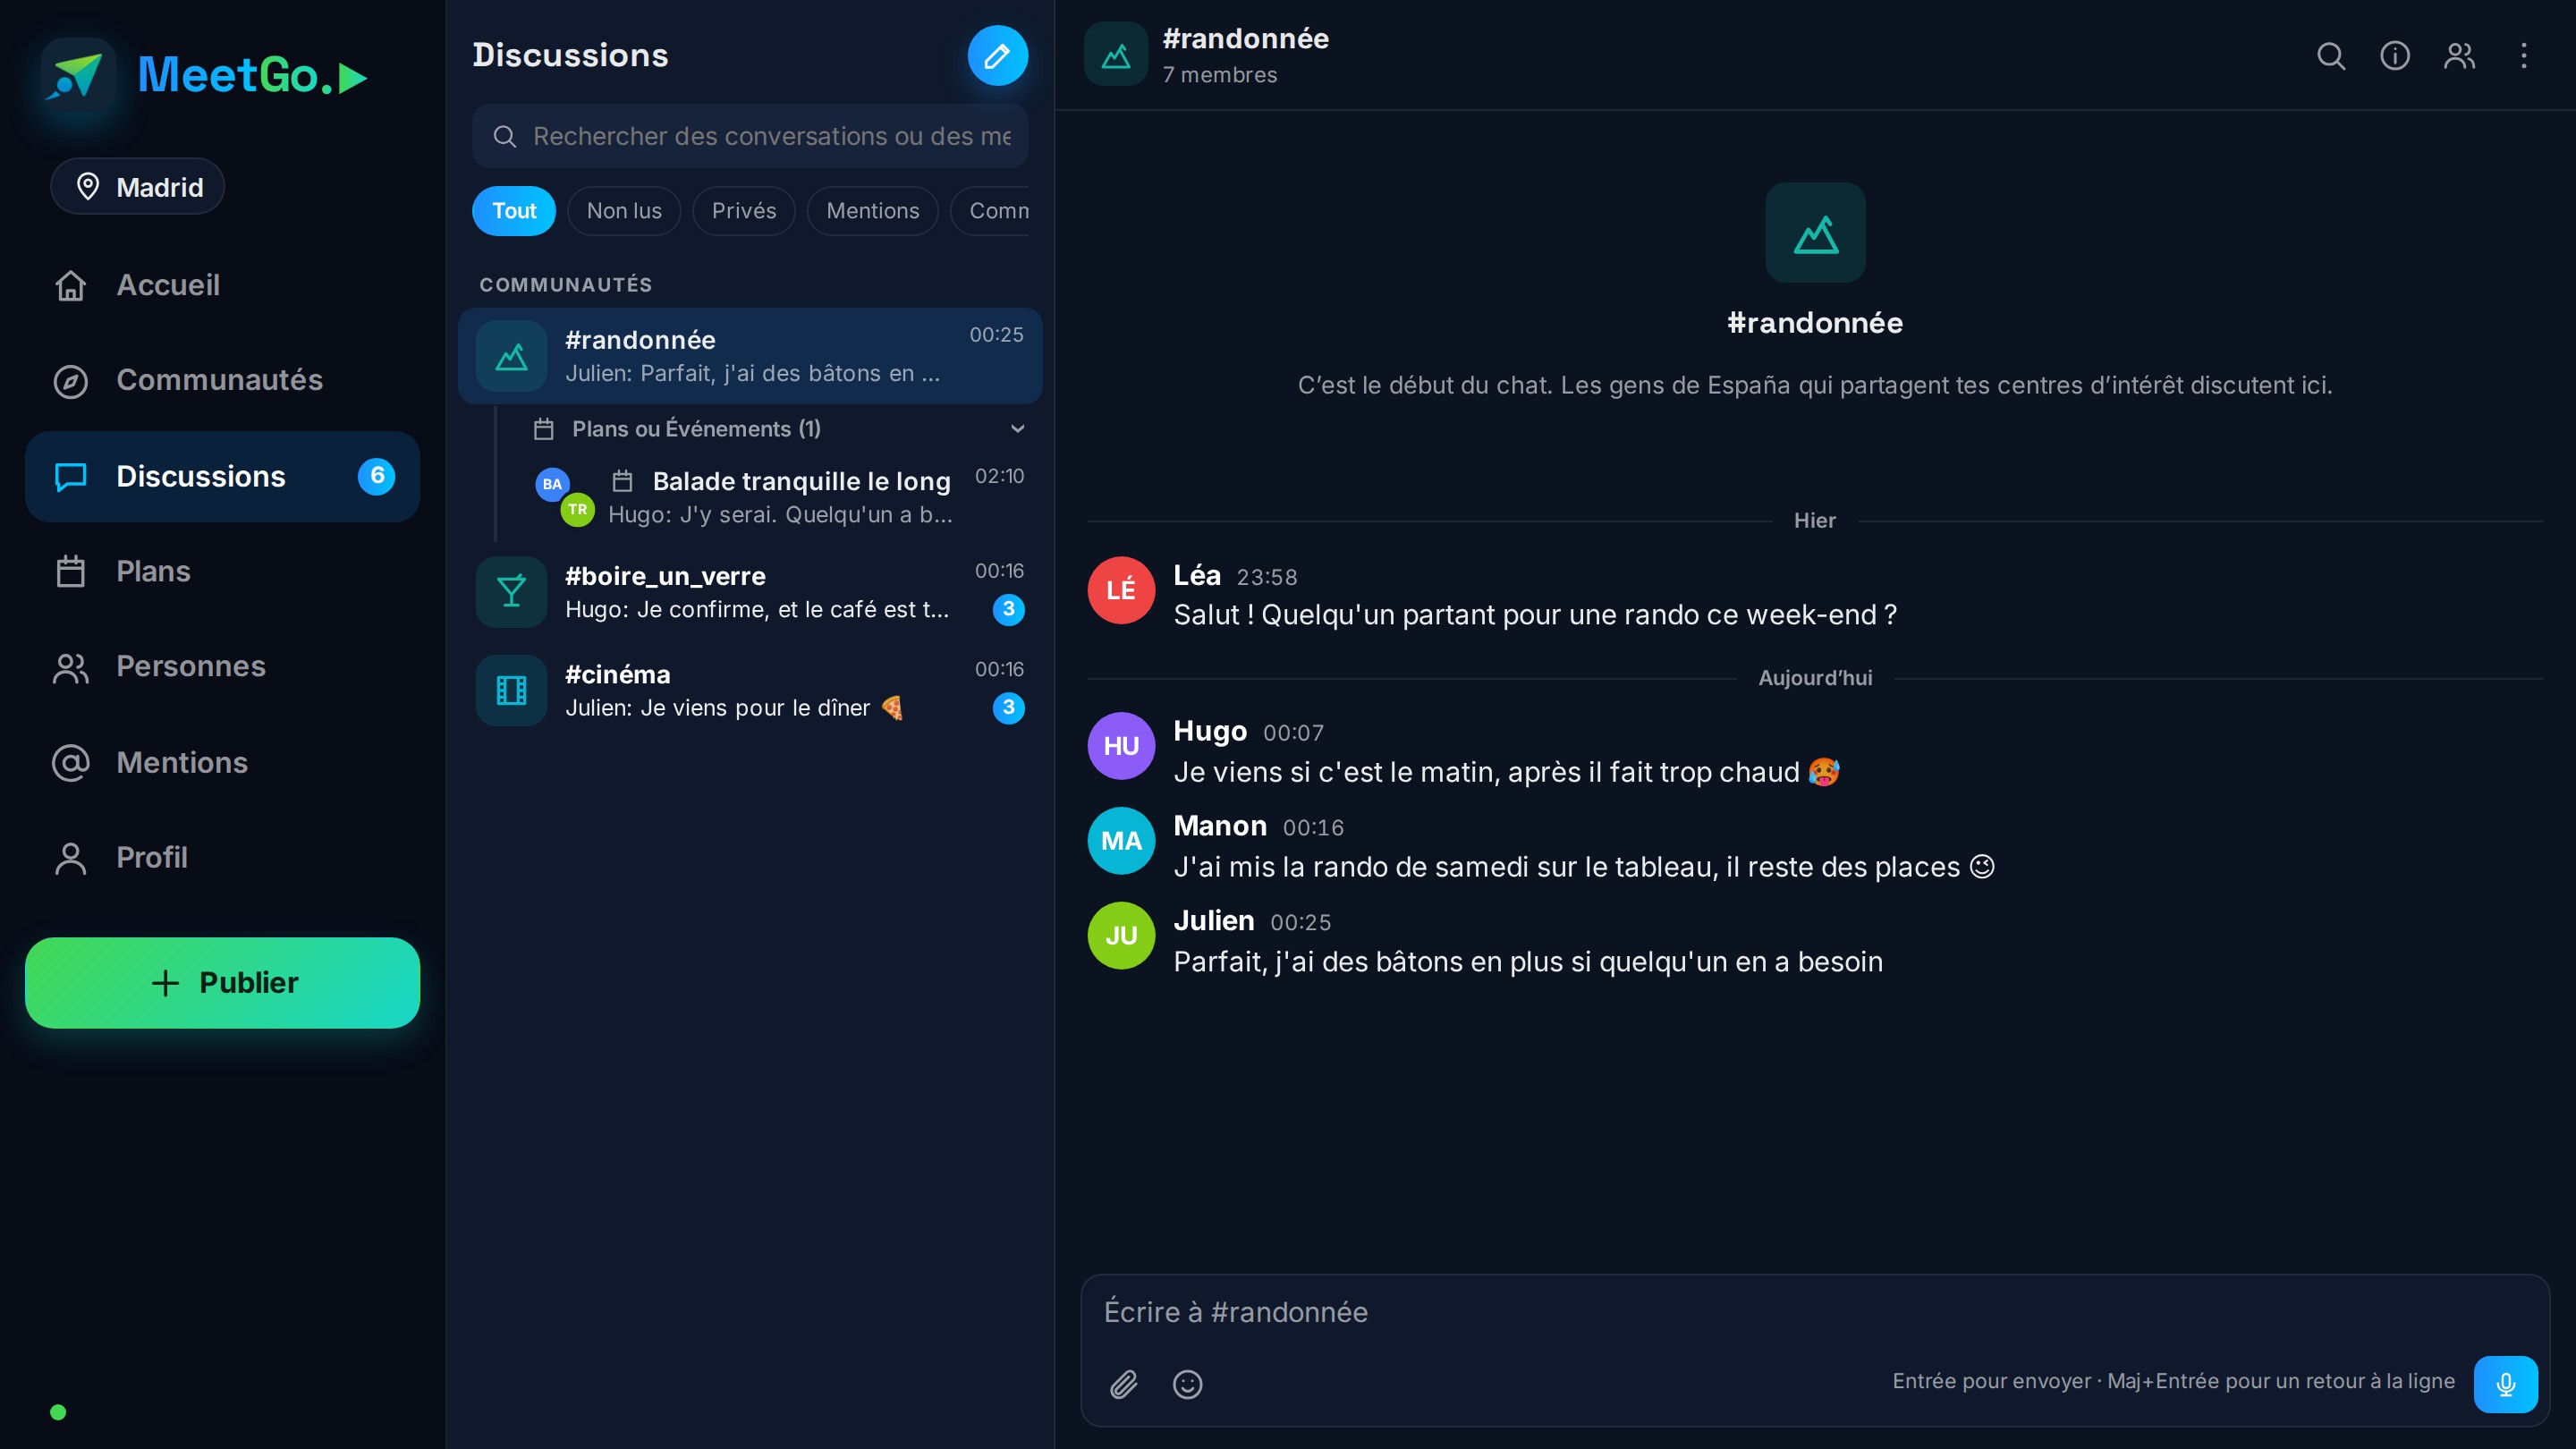 MeetGo.
Madrid
Accueil
Communautés
Discussions 6
Plans
Personnes
Mentions
Profil
Publier
Discussions
Rechercher des conversations ou des me
Tout Non lus Privés Mentions Comm
COMMUNAUTÉS
#randonnée 00:25
Julien: Parfait, j'ai des bâtons en ...
Plans ou Événements (1)
BA TR
Balade tranquille le long 02:10
Hugo: J'y serai. Quelqu'un a b...
#boire_un_verre 00:16
Hugo: Je confirme, et le café est t... 3
#cinéma 00:16
Julien: Je viens pour le dîner 🍕 3
#randonnée
7 membres
#randonnée
C’est le début du chat. Les gens de España qui partagent tes centres d’intérêt discutent ici.
Hier
LÉ
Léa 23:58
Salut ! Quelqu'un partant pour une rando ce week-end ?
Aujourd’hui
HU
Hugo 00:07
Je viens si c'est le matin, après il fait trop chaud 🥵
MA
Manon 00:16
J'ai mis la rando de samedi sur le tableau, il reste des places 😉
JU
Julien 00:25
Parfait, j'ai des bâtons en plus si quelqu'un en a besoin
Écrire à #randonnée
Entrée pour envoyer · Maj+Entrée pour un retour à la ligne